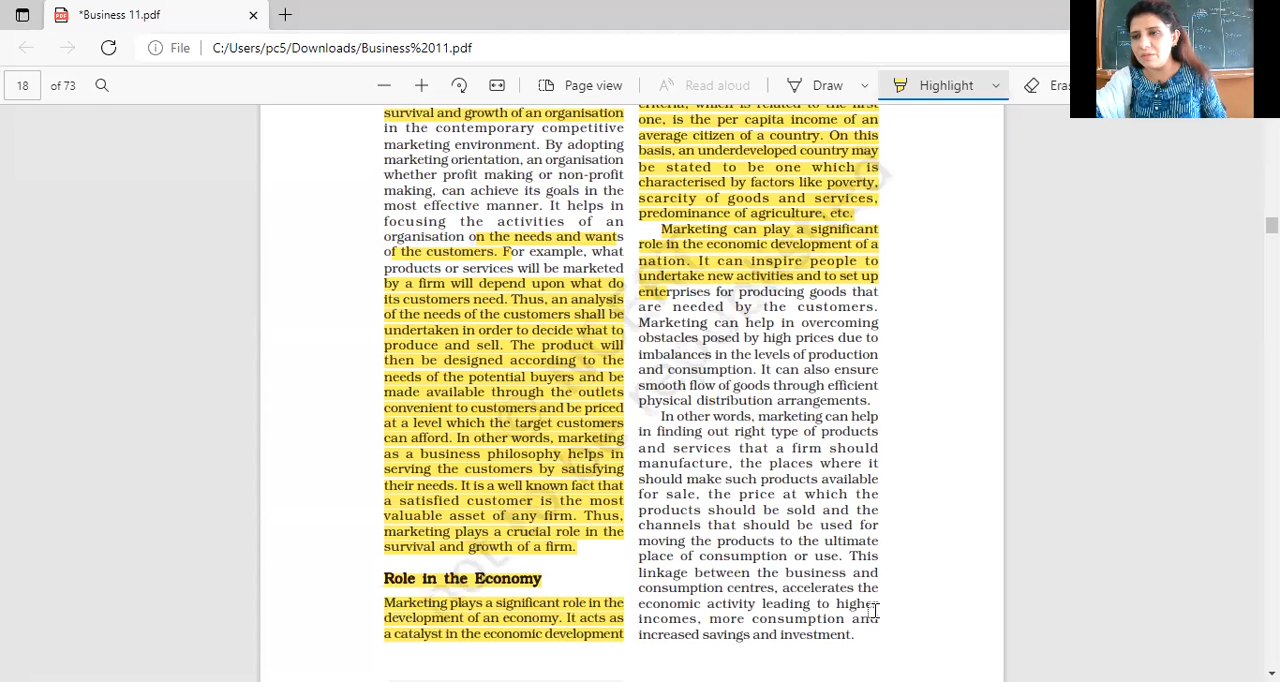 *Business 11.pdf
File
C:/Users/pc5/Downloads/Business%2011.pdf
18
of 73
Page view
Read aloud
Draw
Highlight
Eras
survival and growth of an organisation
in the contemporary competitive
marketing environment. By adopting
marketing orientation, an organisation
whether profit making or non-profit
making, can achieve its goals in the
most effective manner. It helps in
focusing the activities of an
organisation on the needs and wants
of the customers. For example, what
products or services will be marketed
by a firm will depend upon what do
its customers need. Thus, an analysis
of the needs of the customers shall be
undertaken in order to decide what to
produce and sell. The product will
then be designed according to the
needs of the potential buyers and be
made available through the outlets
convenient to customers and be priced
at a level which the target customers
can afford. In other words, marketing
as a business philosophy helps in
serving the customers by satisfying
their needs. It is a well known fact that
a satisfied customer is the most
valuable asset of any firm. Thus,
marketing plays a crucial role in the
survival and growth of a firm.
Role in the Economy
Marketing plays a significant role in the
development of an economy. It acts as
a catalyst in the economic development
criteria, which is related to the first
one, is the per capita income of an
average citizen of a country. On this
basis, an underdeveloped country may
be stated to be one which is
characterised by factors like poverty,
scarcity of goods and services,
predominance of agriculture, etc.
Marketing can play a significant
role in the economic development of a
nation. It can inspire people to
undertake new activities and to set up
enterprises for producing goods that
are needed by the customers.
Marketing can help in overcoming
obstacles posed by high prices due to
imbalances in the levels of production
and consumption. It can also ensure
smooth flow of goods through efficient
physical distribution arrangements.
In other words, marketing can help
in finding out right type of products
and services that a firm should
manufacture, the places where it
should make such products available
for sale, the price at which the
products should be sold and the
channels that should be used for
moving the products to the ultimate
place of consumption or use. This
linkage between the business and
consumption centres, accelerates the
economic activity leading to higher
incomes, more consumption and
increased savings and investment.